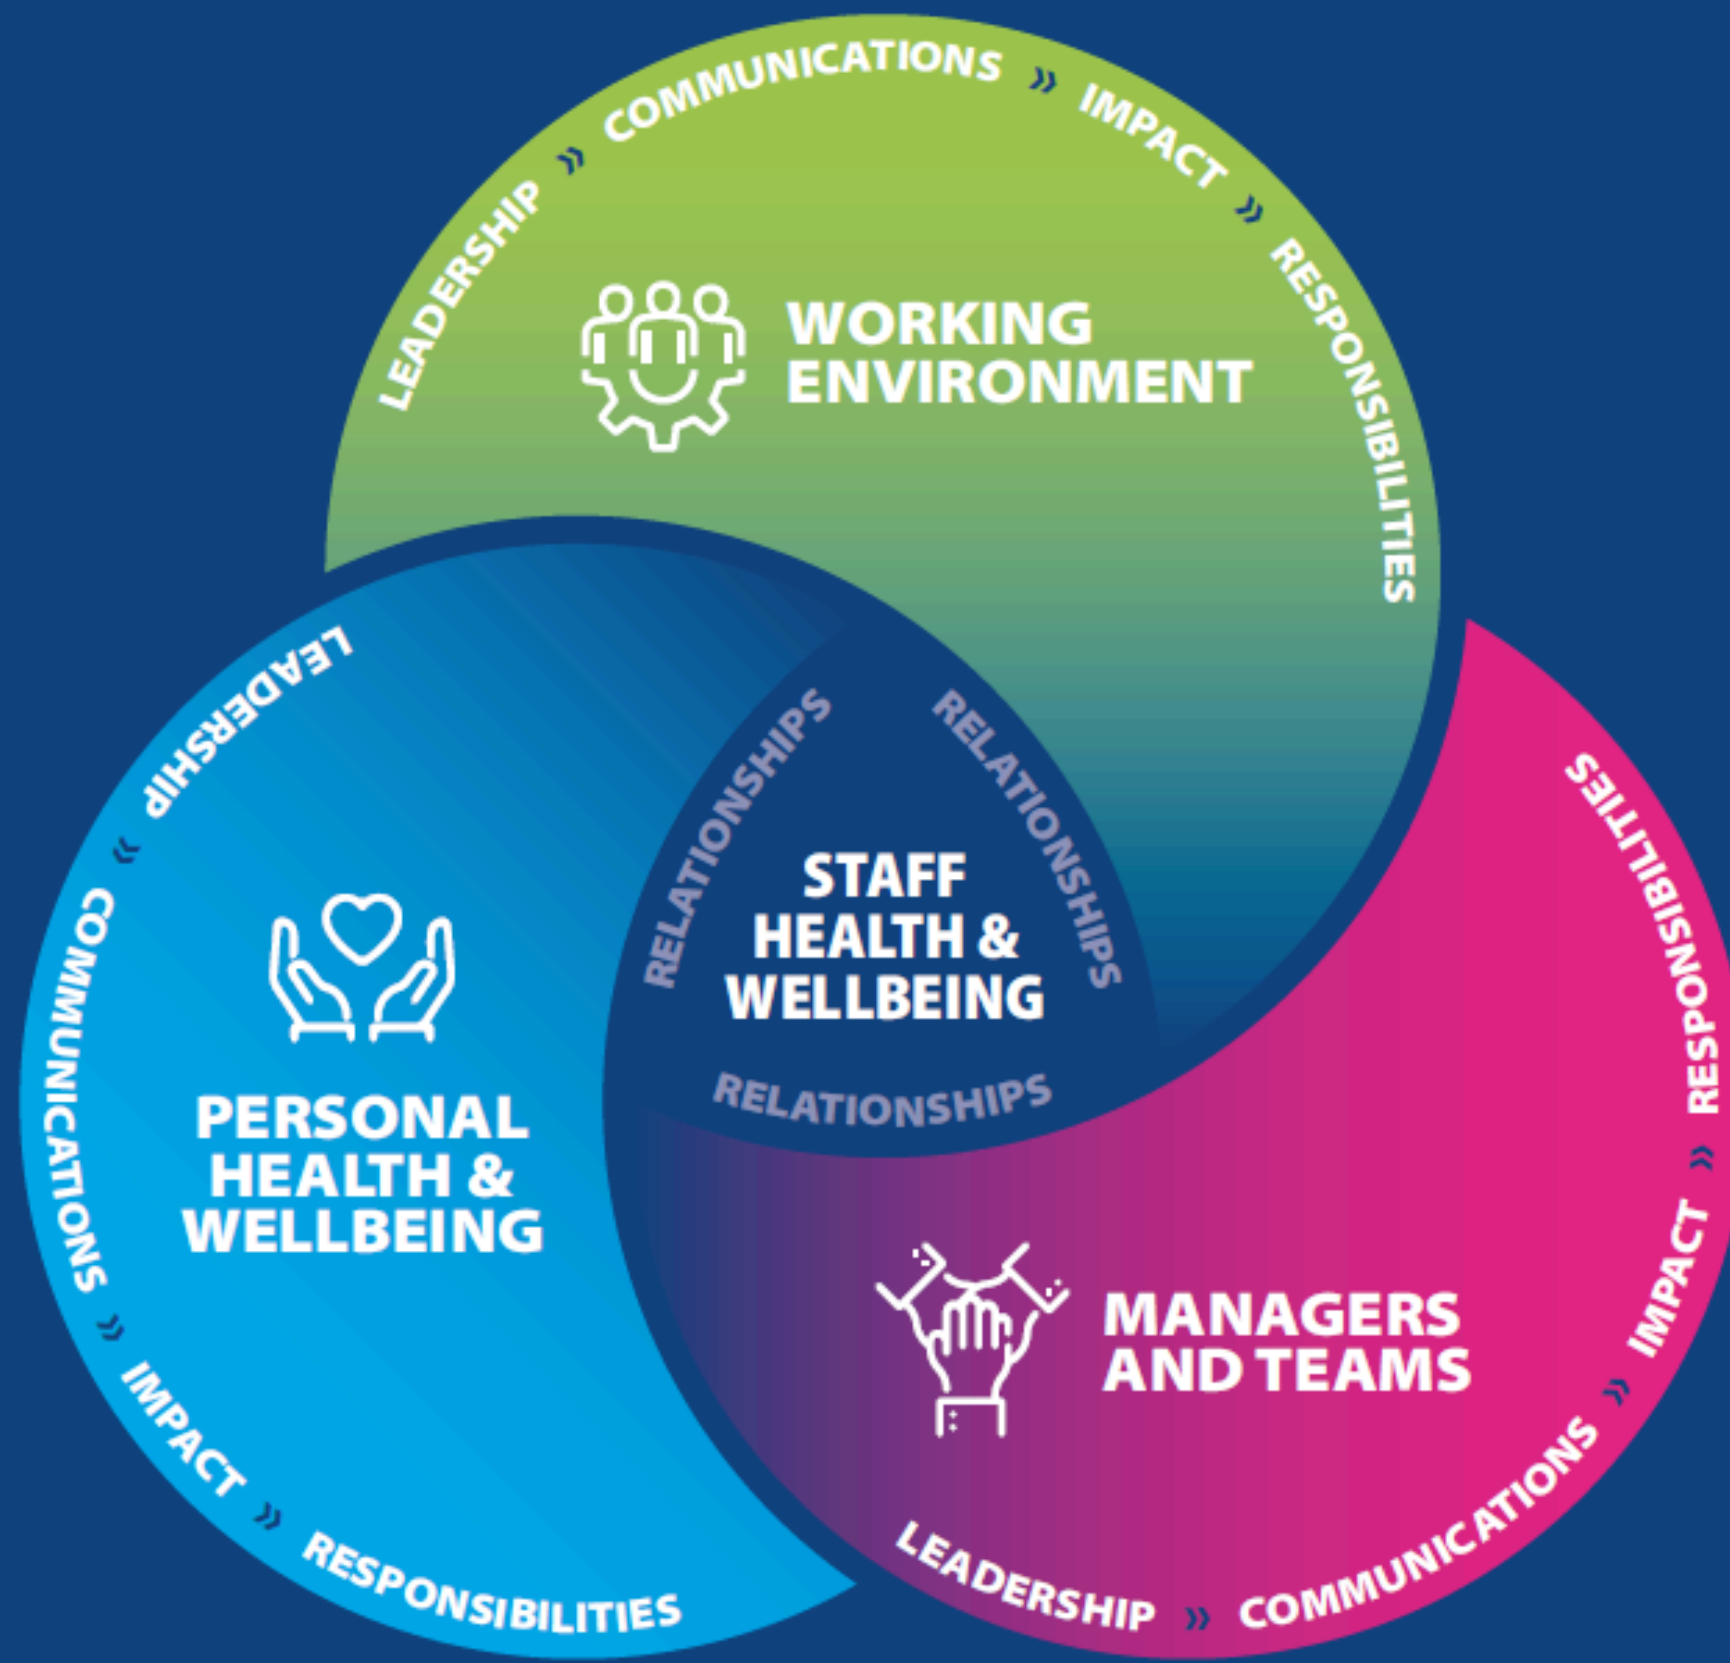 LEADERSHIP » COMMUNICATIONS » IMPACT » RESPONSIBILITIES
WORKING
ENVIRONMENT
LEADERSHIP » COMMUNICATIONS » IMPACT » RESPONSIBILITIES
PERSONAL
HEALTH &
WELLBEING
RELATIONSHIPS
RELATIONSHIPS
STAFF
HEALTH &
WELLBEING
RELATIONSHIPS
MANAGERS
AND TEAMS
LEADERSHIP » COMMUNICATIONS » IMPACT » RESPONSIBILITIES